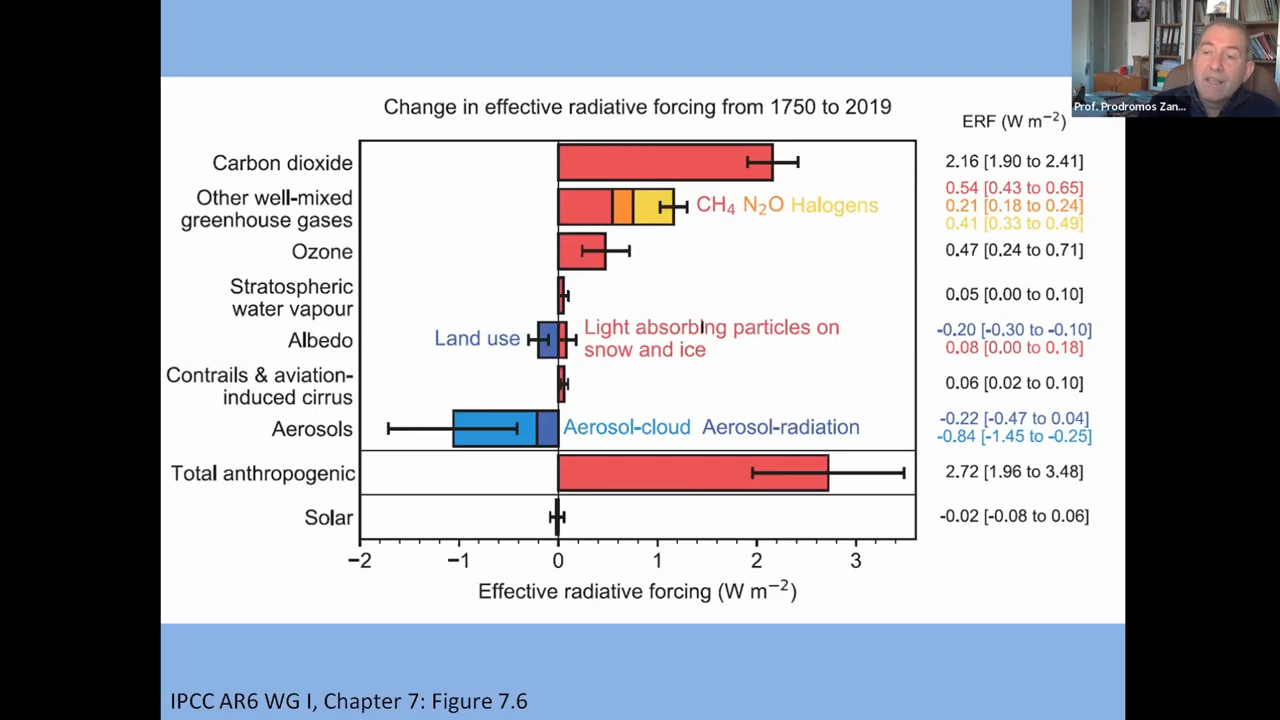 Prof. Prodromos Zan...
Change in effective radiative forcing from 1750 to 2019
ERF (W m⁻²)
Carbon dioxide
2.16 [1.90 to 2.41]
Other well-mixed
greenhouse gases
CH₄ N₂O Halogens
0.54 [0.43 to 0.65]
0.21 [0.18 to 0.24]
0.41 [0.33 to 0.49]
Ozone
0.47 [0.24 to 0.71]
Stratospheric
water vapour
0.05 [0.00 to 0.10]
Albedo
Land use
Light absorbing particles on
snow and ice
-0.20 [-0.30 to -0.10]
0.08 [0.00 to 0.18]
Contrails & aviation-
induced cirrus
0.06 [0.02 to 0.10]
Aerosols
Aerosol-cloud Aerosol-radiation
-0.22 [-0.47 to 0.04]
-0.84 [-1.45 to -0.25]
Total anthropogenic
2.72 [1.96 to 3.48]
Solar
-0.02 [-0.08 to 0.06]
−2 −1 0 1 2 3
Effective radiative forcing (W m⁻²)
IPCC AR6 WG I, Chapter 7: Figure 7.6